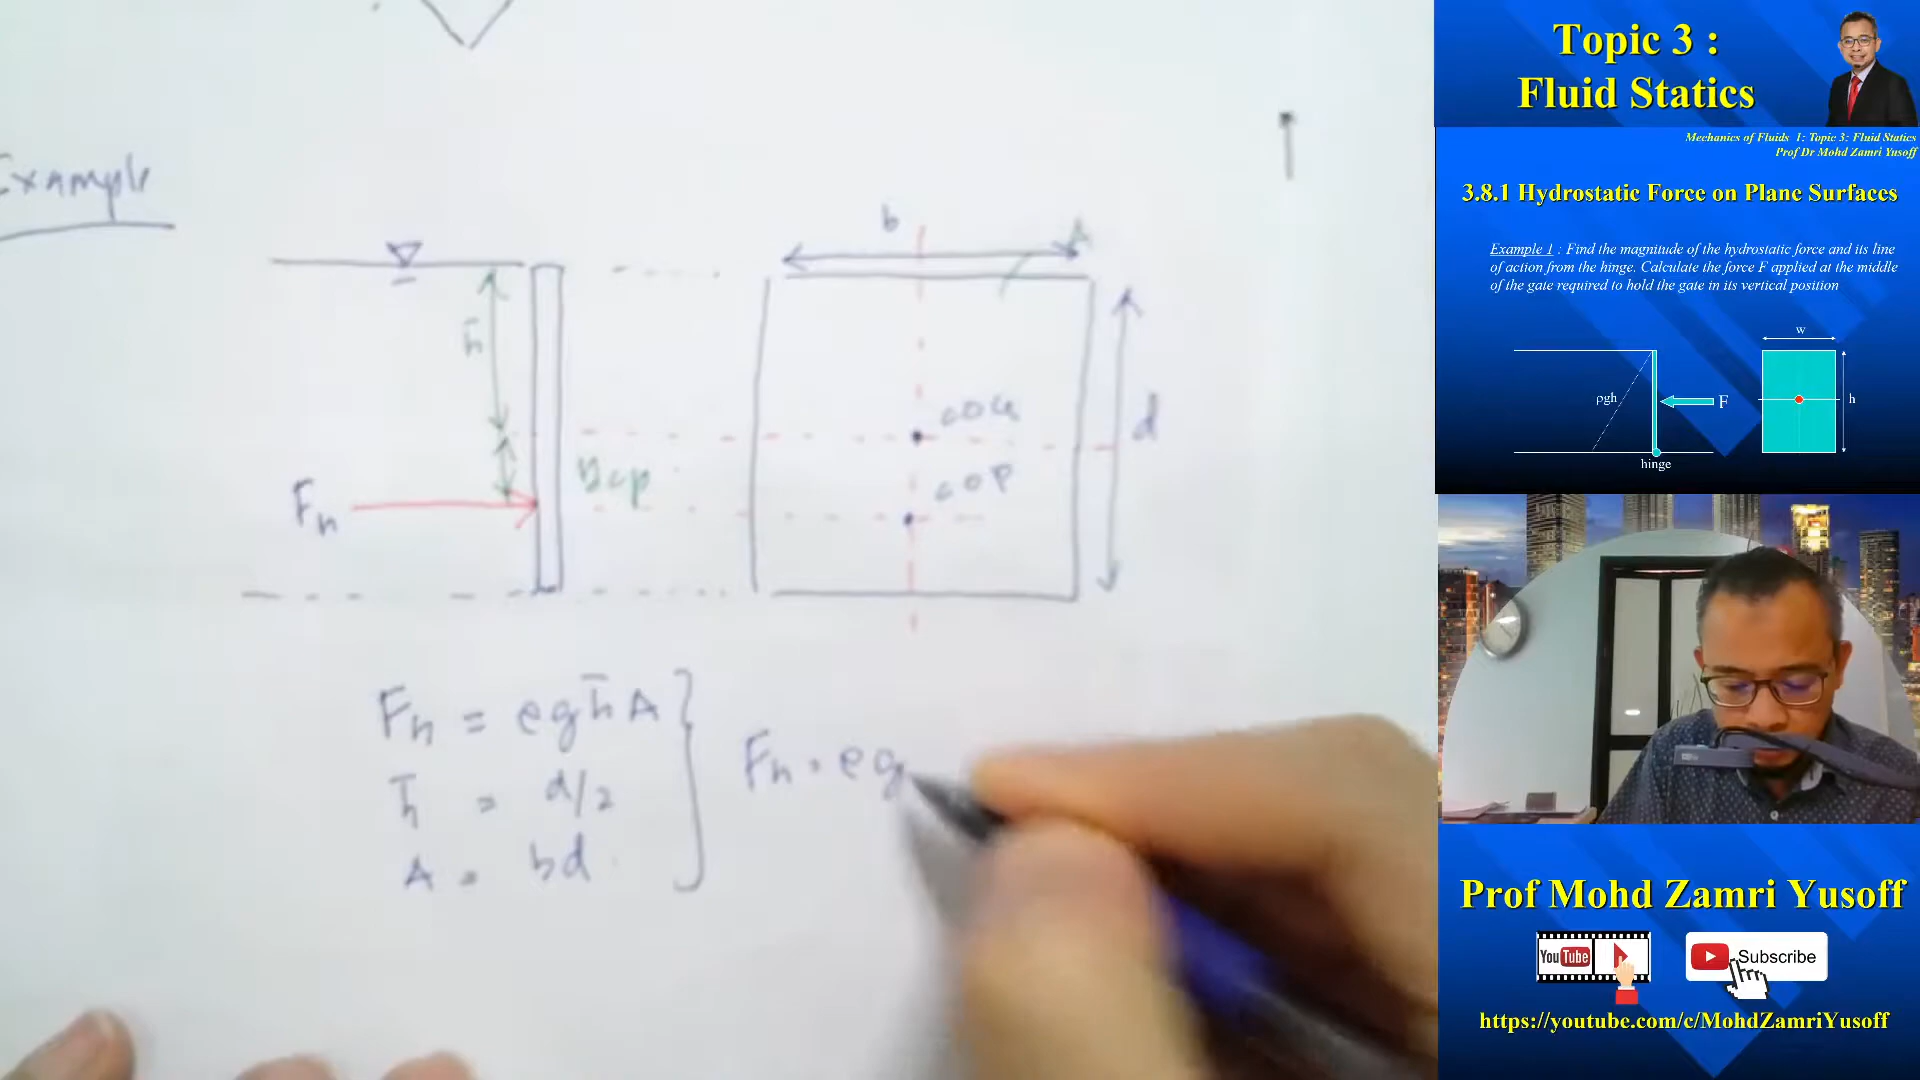 Example
b
A
h̄
d
COG
COP
ycp
Fh
Fh = ρg h̄ A
h̄ = d/2
A = bd
Fh = ρg
Topic 3 :
Fluid Statics
Mechanics of Fluids 1: Topic 3: Fluid Statics
Prof Dr Mohd Zamri Yusoff
3.8.1 Hydrostatic Force on Plane Surfaces
Example 1 : Find the magnitude of the hydrostatic force and its line
of action from the hinge. Calculate the force F applied at the middle
of the gate required to hold the gate in its vertical position
w
ρgh
F
h
hinge
Prof Mohd Zamri Yusoff
YouTube
Subscribe
https://youtube.com/c/MohdZamriYusoff